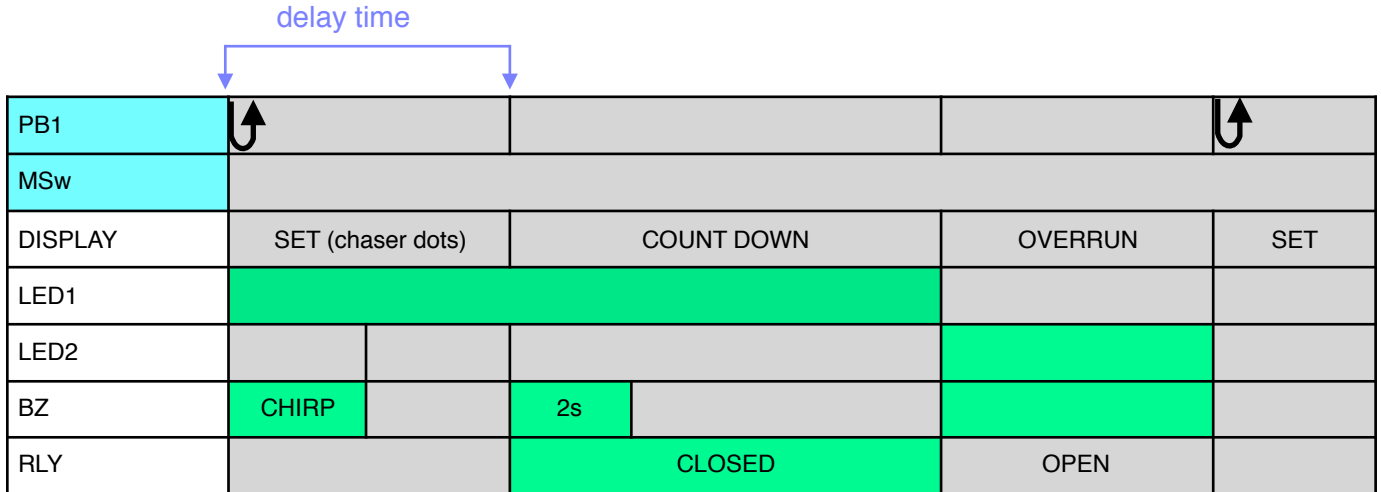 delay time
PB1
MSw
DISPLAY SET (chaser dots) COUNT DOWN OVERRUN SET
LED1
LED2
BZ CHIRP 2s
RLY CLOSED OPEN